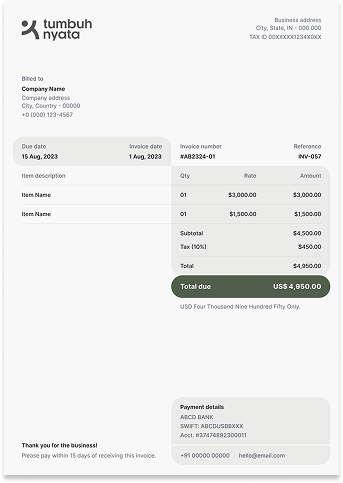 tumbuh
nyata
Business address
City, State, IN - 000 000
TAX ID 00XXXXX1234X0XX
Billed to
Company Name
Company address
City, Country - 00000
+0 (000) 123-4567
Due date Invoice date Invoice number Reference
15 Aug, 2023 1 Aug, 2023 #AB2324-01 INV-057
Item description Qty Rate Amount
Item Name 01 $3,000.00 $3,000.00
Item Name 01 $1,500.00 $1,500.00
Subtotal $4,500.00
Tax (10%) $450.00
Total $4,950.00
Total due US$ 4,950.00
USD Four Thousand Nine Hundred Fifty Only.
Payment details
ABCD BANK
SWIFT: ABCDUSBBXXX
Acct. #37474892300011
Thank you for the business!
Please pay within 15 days of receiving this invoice. +91 00000 00000 hello@email.com